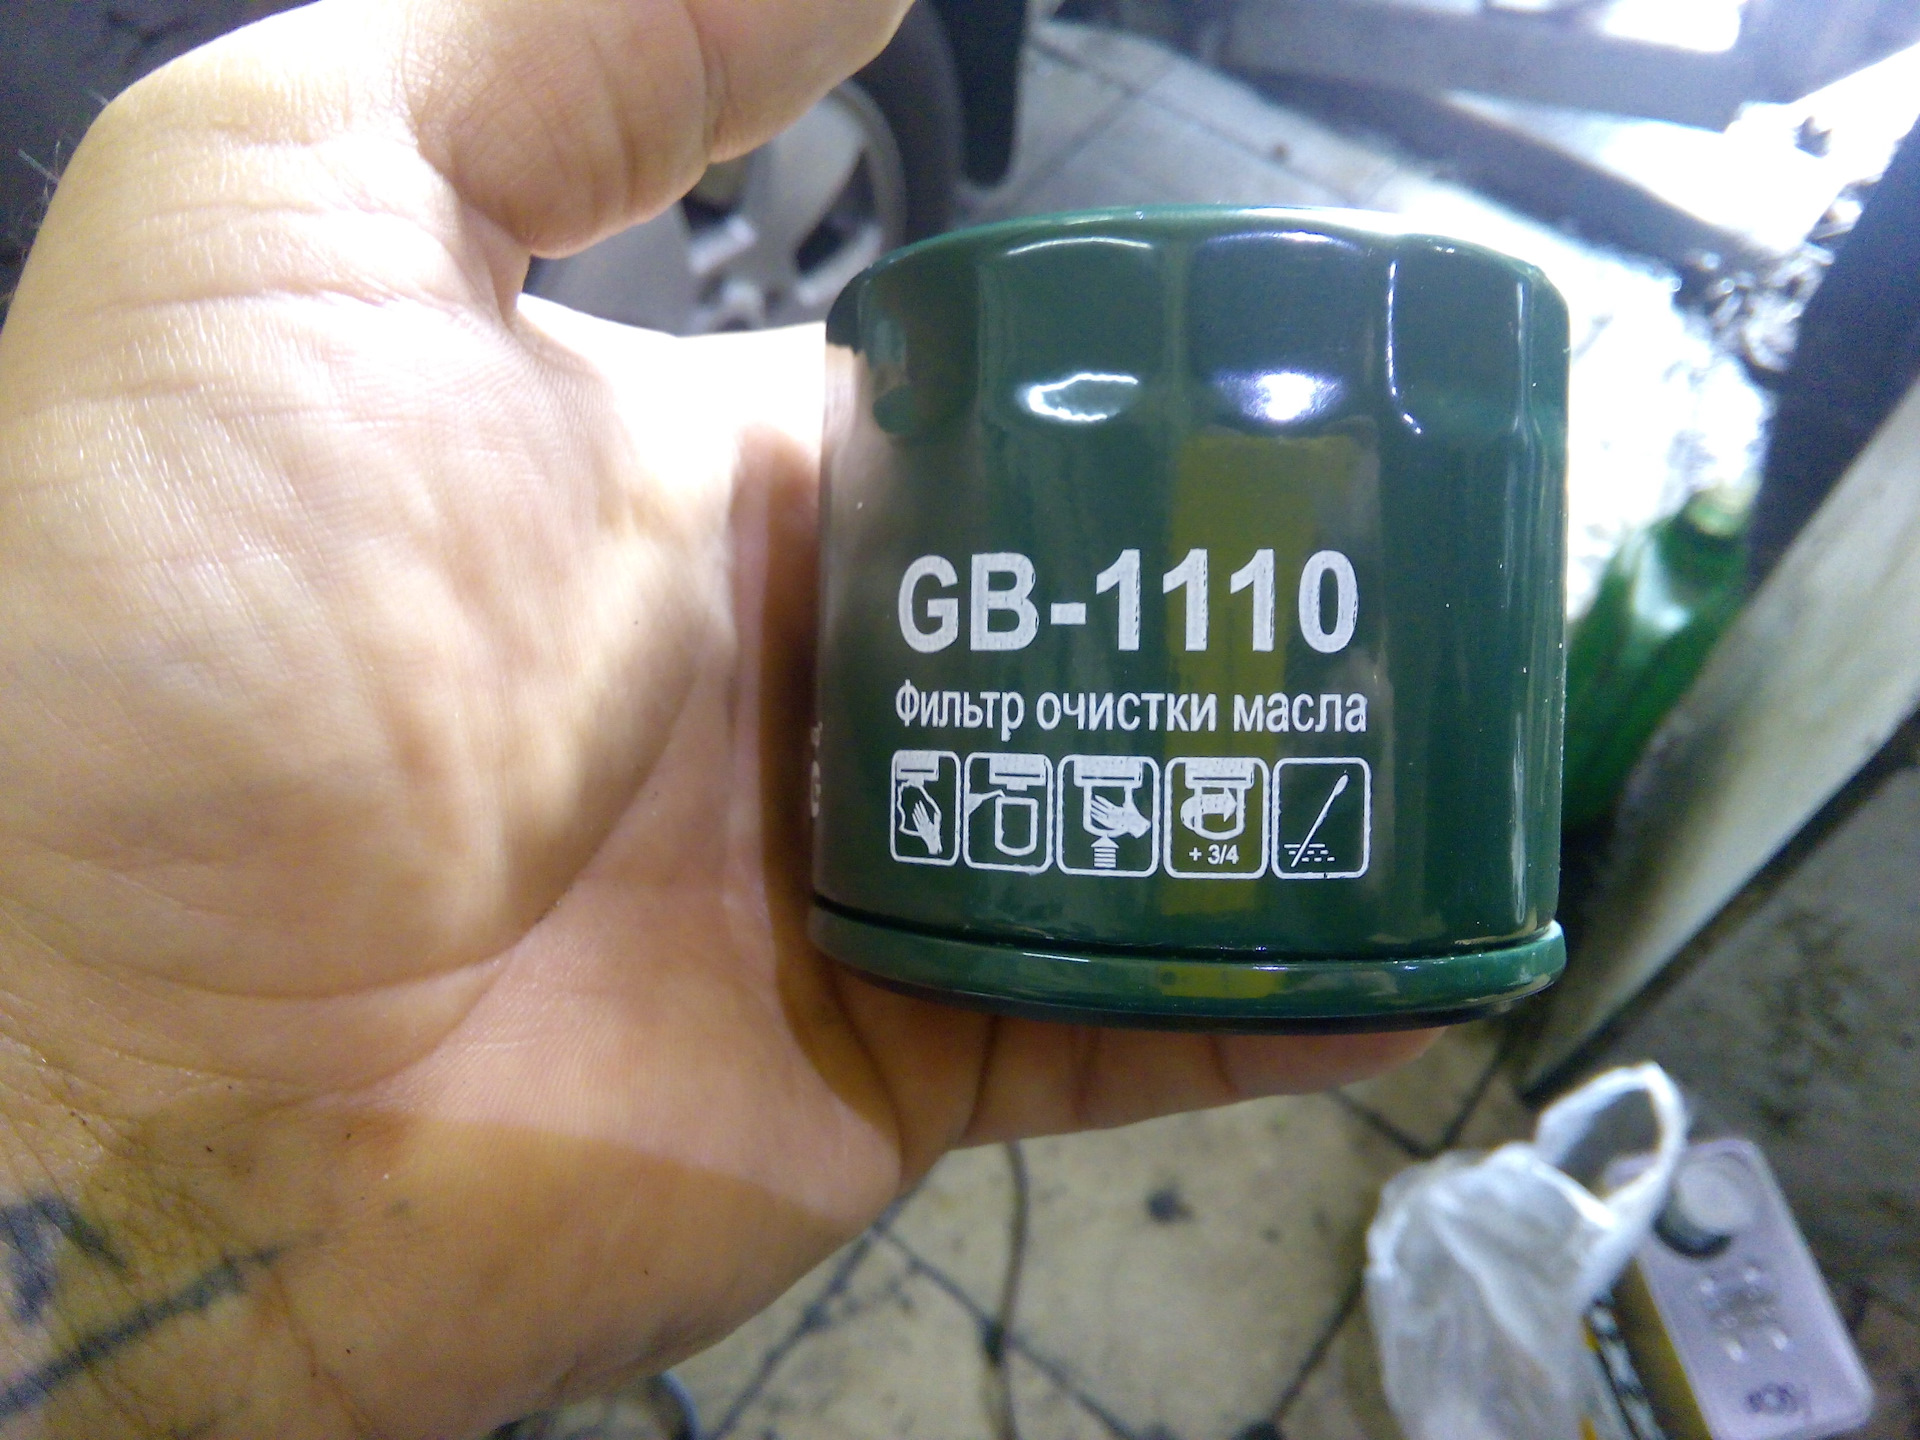 GB-1110
Фильтр очистки масла
+ 3/4